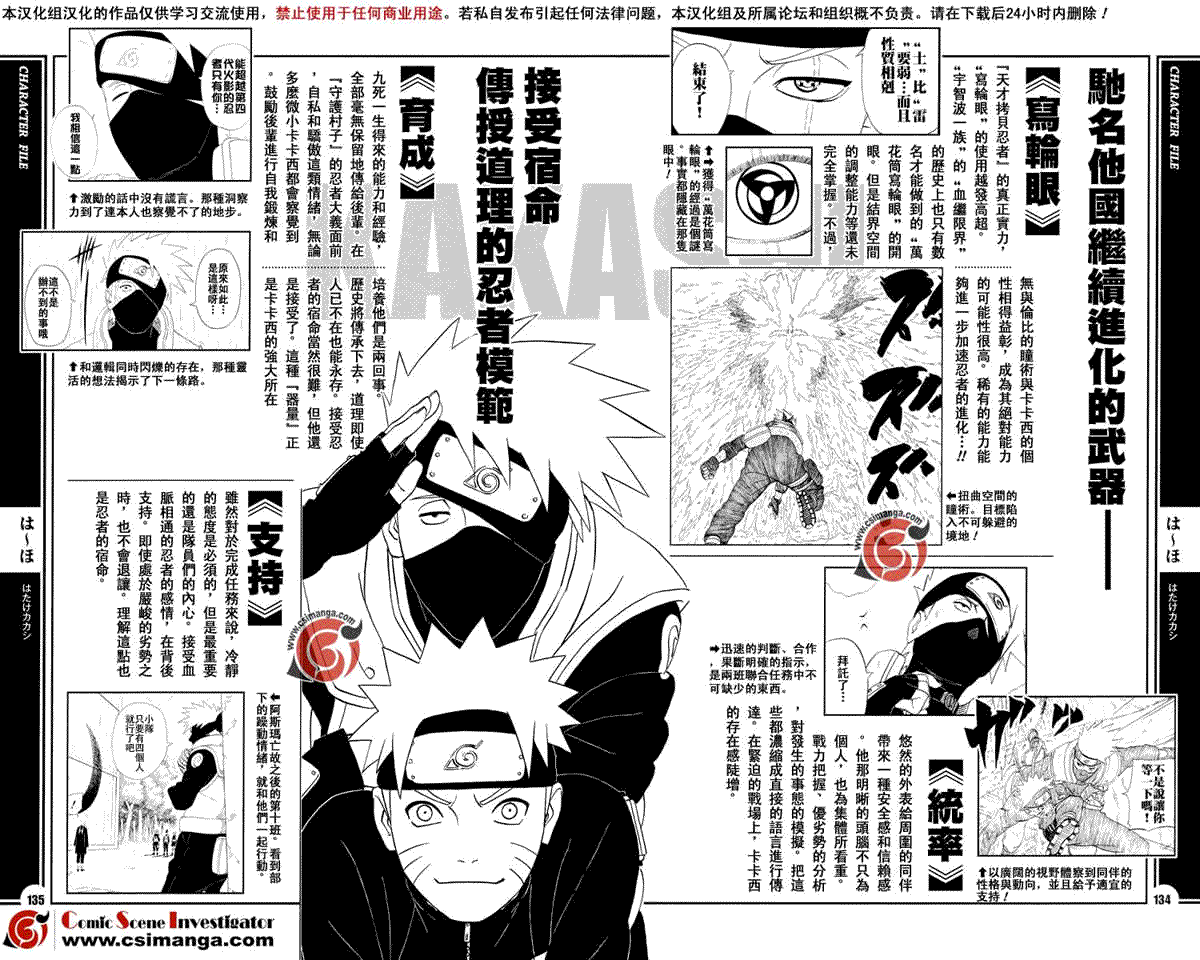 本汉化组汉化的作品仅供学习交流使用，禁止使用于任何商业用途。若私自发布引起任何法律问题，本汉化组及所属论坛和组织概不负责。请在下载后24小时内删除！
CHARACTER FILE
は～ほ
はたけカカシ
134
馳名他國繼續進化的武器——
《寫輪眼》
『天才拷貝忍者』的真正實力，
“寫輪眼”的使用越發高超。
“宇智波一族”的“血繼限界”
的歷史上也只有數
名才能做到的“萬
花筒寫輪眼”的開
眼。但是結界空間
的調整能力等還未
完全掌握。不過，
無與倫比的瞳術與卡卡西的個
性相得益彰，成為其絕對能力
的可能性很高。稀有的能力能
夠進一步加速忍者的進化…!!
“土”比“雷
”要弱…而且
性質相剋
結束了！
⬆➡獲得“萬花筒寫
輪眼”的經過是個謎
。事實都隱藏在那隻
眼中！
⬅扭曲空間的
瞳術。目標陷
入不可躲避的
境地！
www.csimanga.com
《統率》
悠然的外表給周圍的同伴
帶來一種安全感和信賴感
。他那明晰的頭腦不只為
個人，也為集體所看重。
戰力把握、優劣勢的分析
，對發生的事態的模擬。把這
些都濃縮成直接的語言進行傳
達。在緊迫的戰場上，卡卡西
的存在感陡增。
➡迅速的判斷、合作
，果斷明確的指示，
是兩班聯合任務中不
可缺少的東西。
拜託了…
不是說讓你
等一下嗎！
⬆以廣闊的視野體察到同伴的
性格與動向，並且給予適宜的
支持！
KAKASHI
接受宿命
傳授道理的忍者模範
《育成》
九死一生得來的能力和經驗，
全部毫無保留地傳給後輩。在
『守護村子』的忍者大義面前
，自私和驕傲這類情緒，無論
多麼微小卡卡西都會察覺到
。鼓勵後輩進行自我鍛煉和
培養他們是兩回事。
歷史將傳承下去，道理即使
人已不在也能永存。接受忍
者的宿命當然很難，但他還
是接受了。這種『器量』正
是卡卡西的強大所在
能超越第四
代火影的忍
者只有你…
我相信這一點
⬆激勵的話中沒有謊言。那種洞察
力到了連本人也察覺不了的地步。
原來如此…
是這樣呀…
這不是
辦不到的事哦
⬆和邏輯同時閃爍的存在，那種靈
活的想法揭示了下一條路。
《支持》
雖然對於完成任務來說，冷靜
的態度是必須的，但是最重要
的還是隊員們的內心。接受血
脈相通的忍者的感情，在背後
支持。即使處於嚴峻的劣勢之
時，也不會退讓。理解這點也
是忍者的宿命。
⬅阿斯瑪亡故之後的第十班。看到部
下的躁動情緒，就和他們一起行動。
小隊
只要有四個人
就行了吧
www.csimanga.com
CHARACTER FILE
は～ほ
はたけカカシ
135
Comic Scene Investigator
www.csimanga.com